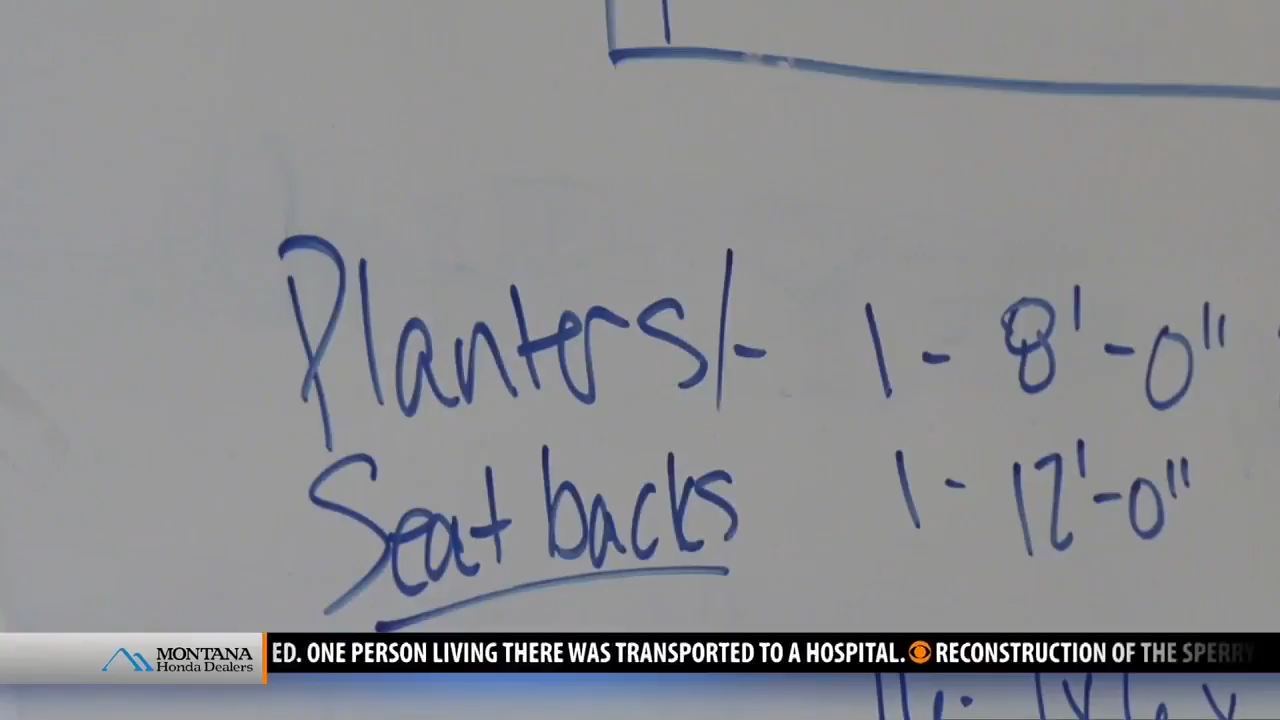 Planters/- 1 - 8'-0"
Seat backs 1 - 12'-0"
MONTANA
Honda Dealers
ED. ONE PERSON LIVING THERE WAS TRANSPORTED TO A HOSPITAL. RECONSTRUCTION OF THE SPERRY